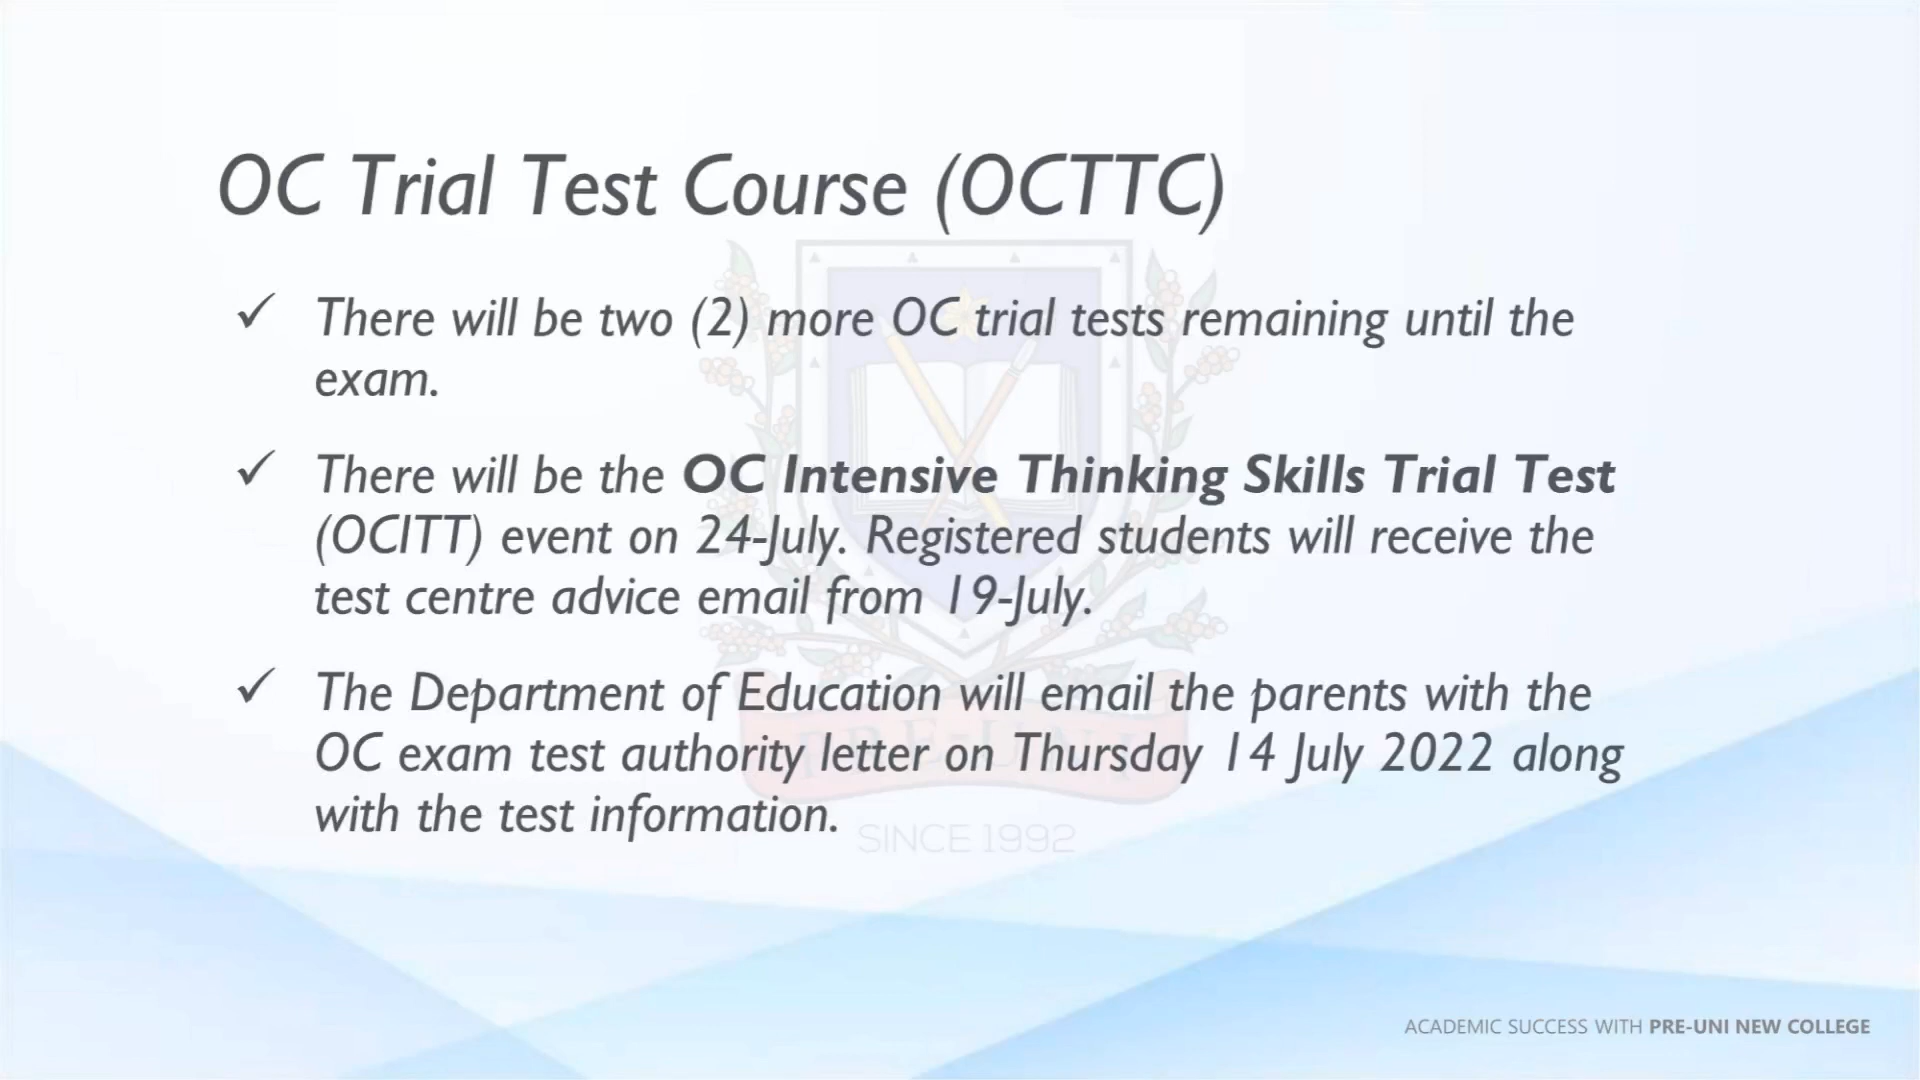 OC Trial Test Course (OCTTC)
✓ There will be two (2) more OC trial tests remaining until the
exam.
✓ There will be the OC Intensive Thinking Skills Trial Test
(OCITT) event on 24-July. Registered students will receive the
test centre advice email from 19-July.
✓ The Department of Education will email the parents with the
OC exam test authority letter on Thursday 14 July 2022 along
with the test information.
PRE-UNI
SINCE 1992
ACADEMIC SUCCESS WITH PRE-UNI NEW COLLEGE